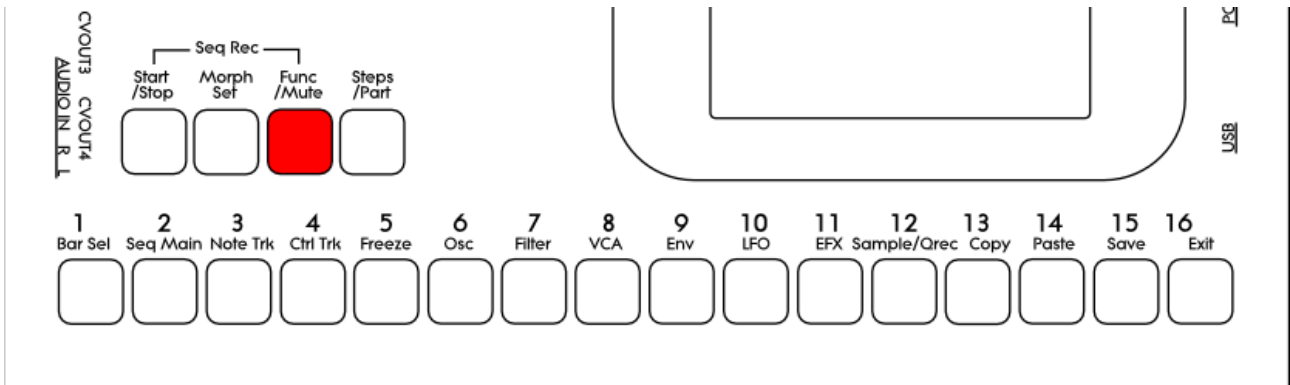 CVOUT3 CVOUT4
AUDIO IN R L
Seq Rec
Start Morph Func Steps
/Stop Set /Mute /Part
USB
1 2 3 4 5 6 7 8 9 10 11 12 13 14 15 16
Bar Sel Seq Main Note Trk Ctrl Trk Freeze Osc Filter VCA Env LFO EFX Sample/Qrec Copy Paste Save Exit